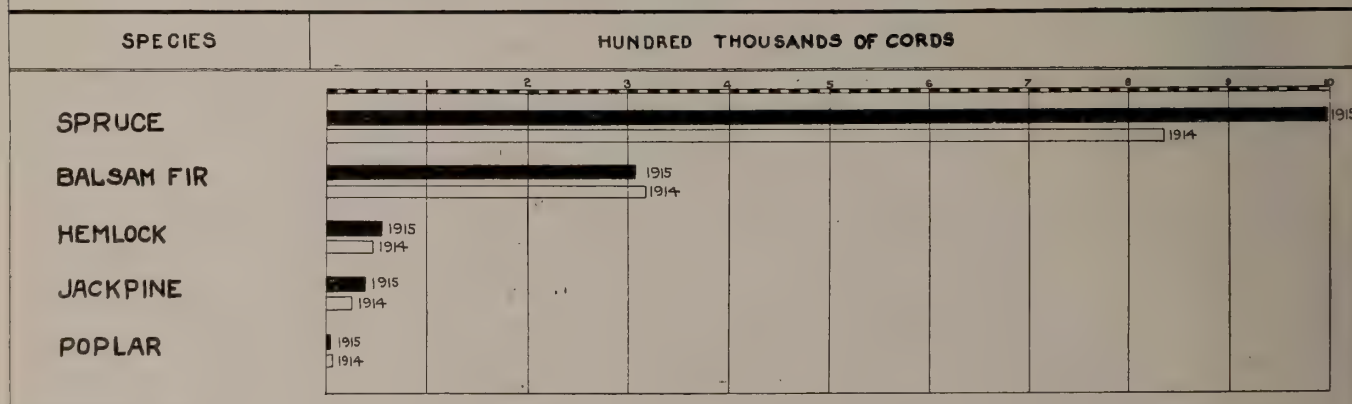 SPECIES HUNDRED THOUSANDS OF CORDS
1 2 3 4 5 6 7 8 9 10
SPRUCE 1915
1914
BALSAM FIR 1915
1914
HEMLOCK 1915
1914
JACKPINE 1915
1914
POPLAR 1915
1914